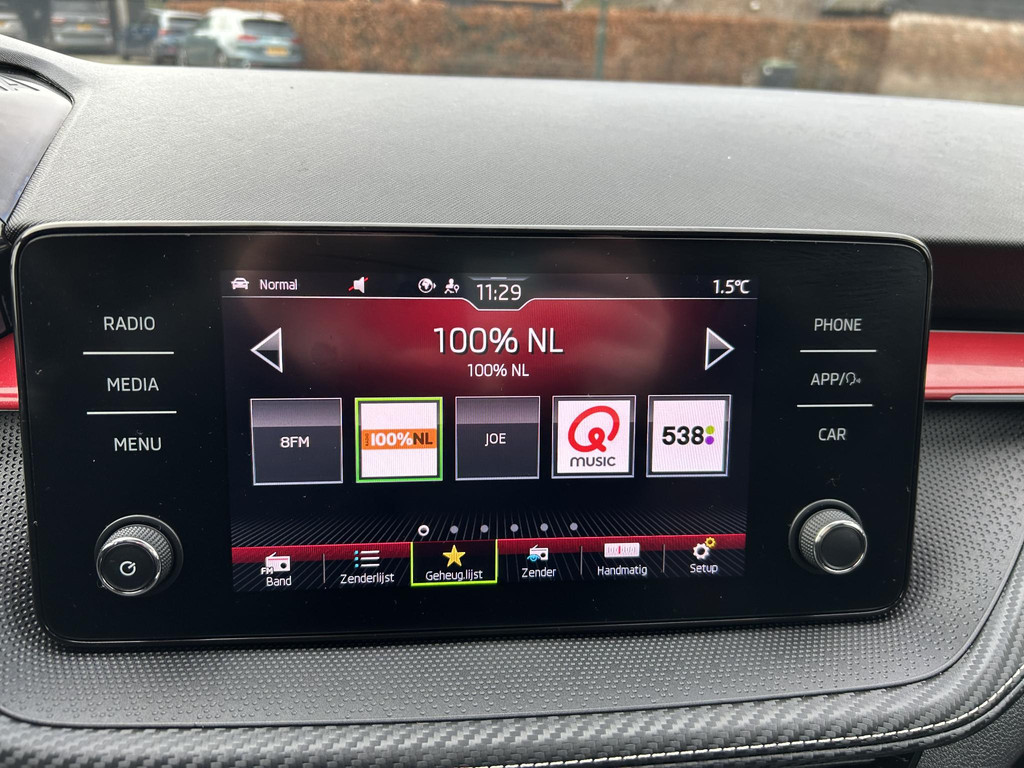 Normal
11:29
1.5°C
RADIO
MEDIA
MENU
100% NL
100% NL
8FM
100%NL
JOE
Q
MUSIC
538
FM
Band
Zenderlijst
Geheug.lijst
Zender
Handmatig
Setup
PHONE
APP/
CAR